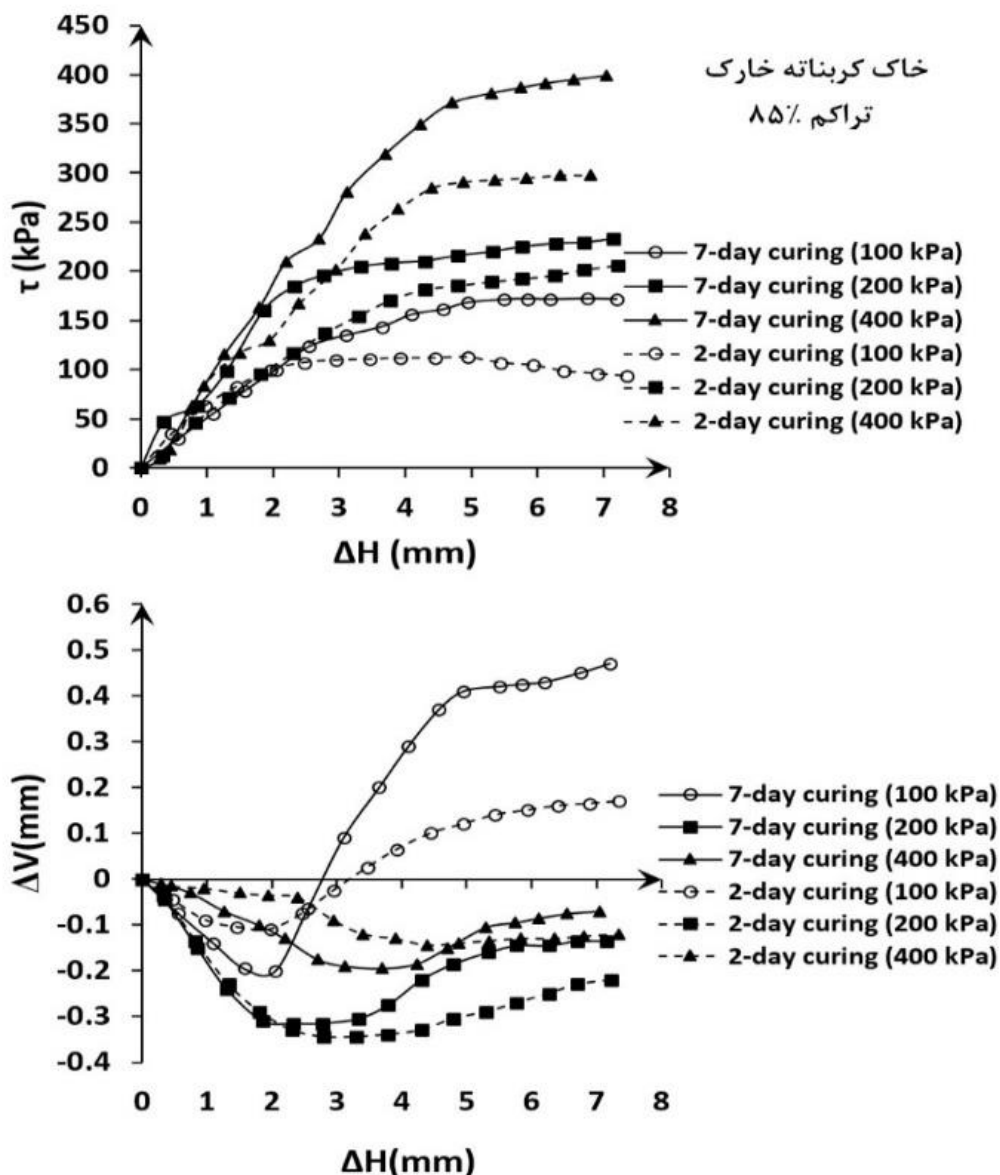 450
400
350
300
250
200
150
100
50
0
τ (kPa)
خاک کربناته خارک
تراکم ۸۵%
7-day curing (100 kPa)
7-day curing (200 kPa)
7-day curing (400 kPa)
2-day curing (100 kPa)
2-day curing (200 kPa)
2-day curing (400 kPa)
0 1 2 3 4 5 6 7 8
ΔH (mm)
0.6
0.5
0.4
0.3
0.2
0.1
0
-0.1
-0.2
-0.3
-0.4
ΔV(mm)
7-day curing (100 kPa)
7-day curing (200 kPa)
7-day curing (400 kPa)
2-day curing (100 kPa)
2-day curing (200 kPa)
2-day curing (400 kPa)
0 1 2 3 4 5 6 7 8
ΔH(mm)